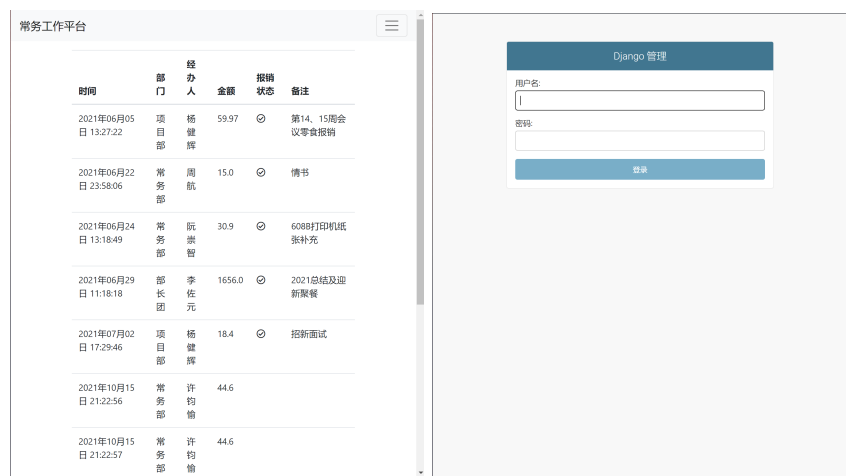 常务工作平台
时间 部门 经办人 金额 报销状态 备注
2021年06月05日 13:27:22 项目部 杨健辉 59.97 第14、15周会议零食报销
2021年06月22日 23:58:06 常务部 周航 15.0 情书
2021年06月24日 13:18:49 常务部 阮崇智 30.9 608B打印机纸张补充
2021年06月29日 11:18:18 部长团 李佐元 1656.0 2021总结及迎新聚餐
2021年07月02日 17:29:46 项目部 杨健辉 18.4 招新面试
2021年10月15日 21:22:56 常务部 许钧愉 44.6
2021年10月15日 21:22:57 常务部 许钧愉 44.6
Django 管理
用户名:
密码:
登录